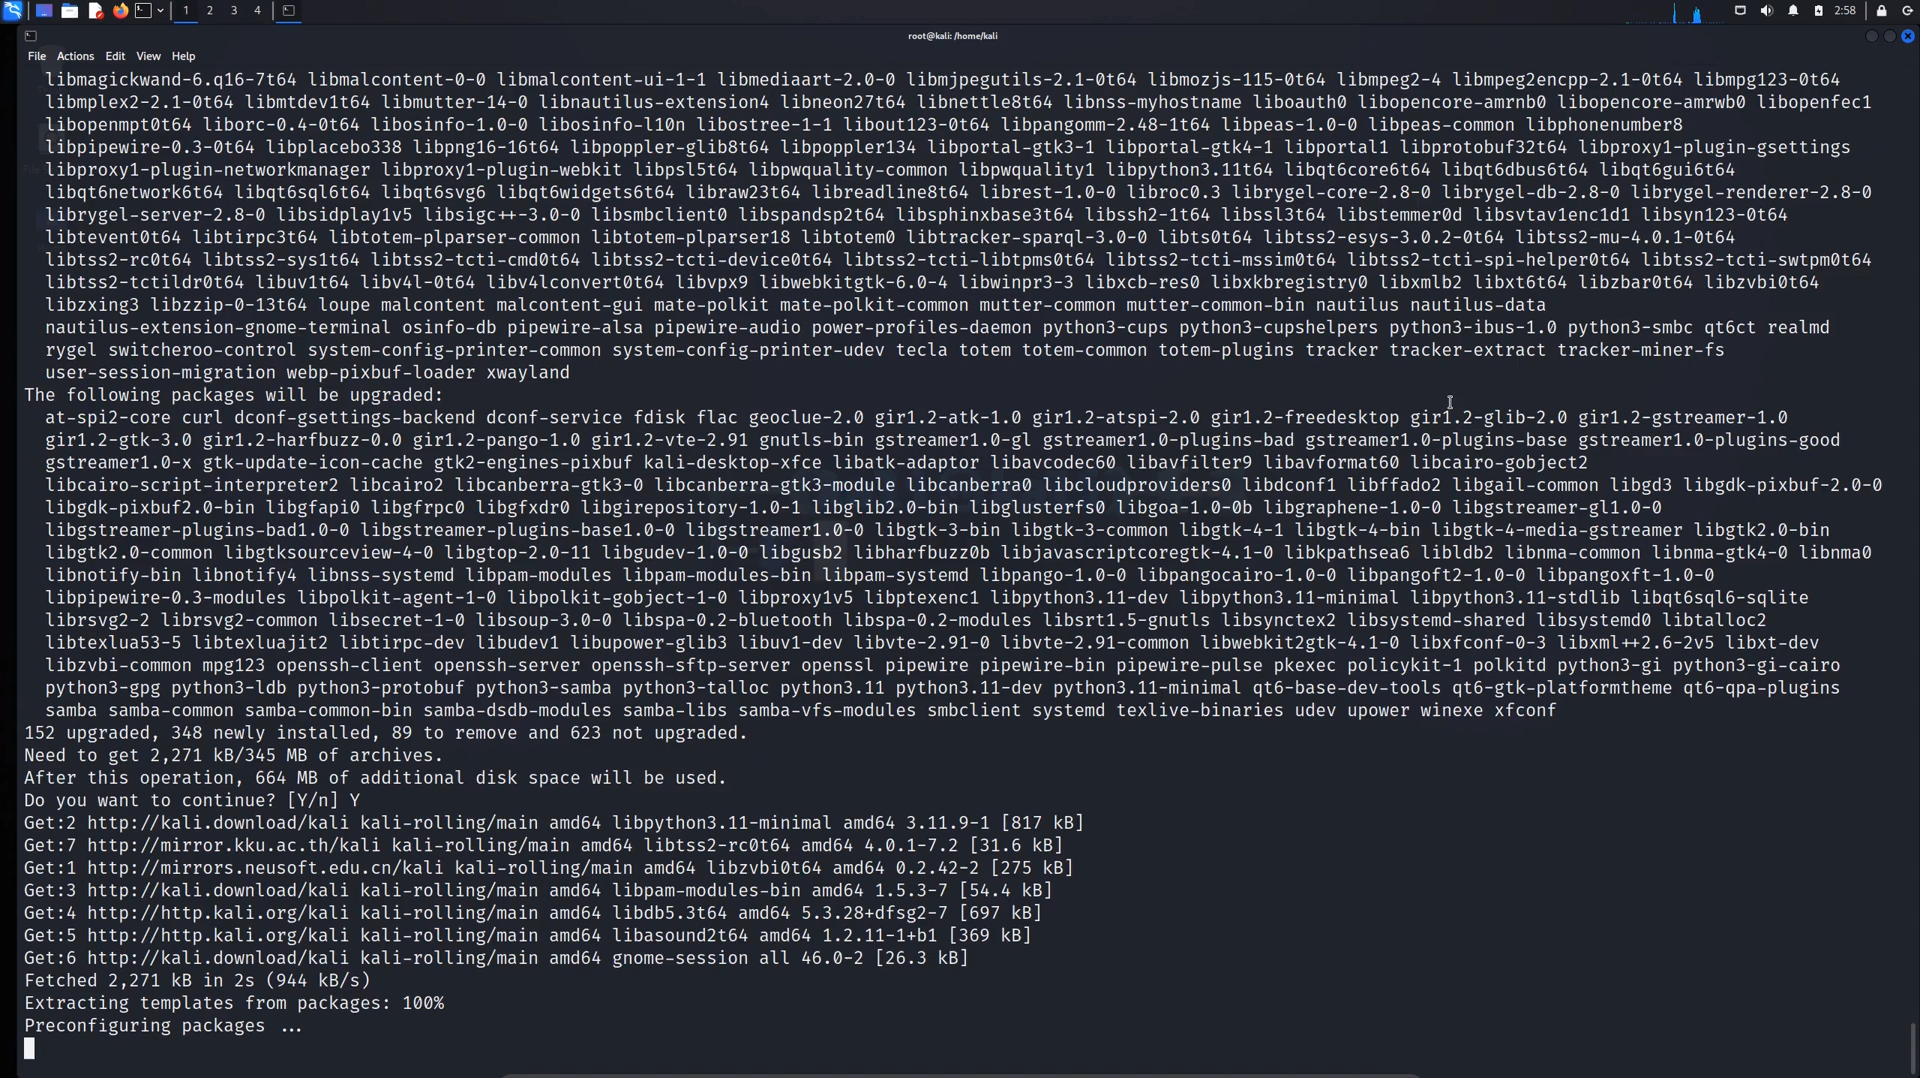 1 2 3 4 2:58
root@kali: /home/kali
File Actions Edit View Help
libmagickwand-6.q16-7t64 libmalcontent-0-0 libmalcontent-ui-1-1 libmediaart-2.0-0 libmjpegutils-2.1-0t64 libmozjs-115-0t64 libmpeg2-4 libmpeg2encpp-2.1-0t64 libmpg123-0t64
libmplex2-2.1-0t64 libmtdev1t64 libmutter-14-0 libnautilus-extension4 libneon27t64 libnettle8t64 libnss-myhostname liboauth0 libopencore-amrnb0 libopencore-amrwb0 libopenfec1
libopenmpt0t64 liborc-0.4-0t64 libosinfo-1.0-0 libosinfo-l10n libostree-1-1 libout123-0t64 libpangomm-2.48-1t64 libpeas-1.0-0 libpeas-common libphonenumber8
libpipewire-0.3-0t64 libplacebo338 libpng16-16t64 libpoppler-glib8t64 libpoppler134 libportal-gtk3-1 libportal-gtk4-1 libportal1 libprotobuf32t64 libproxy1-plugin-gsettings
libproxy1-plugin-networkmanager libproxy1-plugin-webkit libpsl5t64 libpwquality-common libpwquality1 libpython3.11t64 libqt6core6t64 libqt6dbus6t64 libqt6gui6t64
libqt6network6t64 libqt6sql6t64 libqt6svg6 libqt6widgets6t64 libraw23t64 libreadline8t64 librest-1.0-0 libroc0.3 librygel-core-2.8-0 librygel-db-2.8-0 librygel-renderer-2.8-0
librygel-server-2.8-0 libsidplay1v5 libsigc++-3.0-0 libsmbclient0 libspandsp2t64 libsphinxbase3t64 libssh2-1t64 libssl3t64 libstemmer0d libsvtav1enc1d1 libsyn123-0t64
libtevent0t64 libtirpc3t64 libtotem-plparser-common libtotem-plparser18 libtotem0 libtracker-sparql-3.0-0 libts0t64 libtss2-esys-3.0.2-0t64 libtss2-mu-4.0.1-0t64
libtss2-rc0t64 libtss2-sys1t64 libtss2-tcti-cmd0t64 libtss2-tcti-device0t64 libtss2-tcti-libtpms0t64 libtss2-tcti-mssim0t64 libtss2-tcti-spi-helper0t64 libtss2-tcti-swtpm0t64
libtss2-tctildr0t64 libuv1t64 libv4l-0t64 libv4lconvert0t64 libvpx9 libwebkitgtk-6.0-4 libwinpr3-3 libxcb-res0 libxkbregistry0 libxmlb2 libxt6t64 libzbar0t64 libzvbi0t64
libzxing3 libzzip-0-13t64 loupe malcontent malcontent-gui mate-polkit mate-polkit-common mutter-common mutter-common-bin nautilus nautilus-data
nautilus-extension-gnome-terminal osinfo-db pipewire-alsa pipewire-audio power-profiles-daemon python3-cups python3-cupshelpers python3-ibus-1.0 python3-smbc qt6ct realmd
rygel switcheroo-control system-config-printer-common system-config-printer-udev tecla totem totem-common totem-plugins tracker tracker-extract tracker-miner-fs
user-session-migration webp-pixbuf-loader xwayland
The following packages will be upgraded:
at-spi2-core curl dconf-gsettings-backend dconf-service fdisk flac geoclue-2.0 gir1.2-atk-1.0 gir1.2-atspi-2.0 gir1.2-freedesktop gir1.2-glib-2.0 gir1.2-gstreamer-1.0
gir1.2-gtk-3.0 gir1.2-harfbuzz-0.0 gir1.2-pango-1.0 gir1.2-vte-2.91 gnutls-bin gstreamer1.0-gl gstreamer1.0-plugins-bad gstreamer1.0-plugins-base gstreamer1.0-plugins-good
gstreamer1.0-x gtk-update-icon-cache gtk2-engines-pixbuf kali-desktop-xfce libatk-adaptor libavcodec60 libavfilter9 libavformat60 libcairo-gobject2
libcairo-script-interpreter2 libcairo2 libcanberra-gtk3-0 libcanberra-gtk3-module libcanberra0 libcloudproviders0 libdconf1 libffado2 libgail-common libgd3 libgdk-pixbuf-2.0-0
libgdk-pixbuf2.0-bin libgfapi0 libgfrpc0 libgfxdr0 libgirepository-1.0-1 libglib2.0-bin libglusterfs0 libgoa-1.0-0b libgraphene-1.0-0 libgstreamer-gl1.0-0
libgstreamer-plugins-bad1.0-0 libgstreamer-plugins-base1.0-0 libgstreamer1.0-0 libgtk-3-bin libgtk-3-common libgtk-4-1 libgtk-4-bin libgtk-4-media-gstreamer libgtk2.0-bin
libgtk2.0-common libgtksourceview-4-0 libgtop-2.0-11 libgudev-1.0-0 libgusb2 libharfbuzz0b libjavascriptcoregtk-4.1-0 libkpathsea6 libldb2 libnma-common libnma-gtk4-0 libnma0
libnotify-bin libnotify4 libnss-systemd libpam-modules libpam-modules-bin libpam-systemd libpango-1.0-0 libpangocairo-1.0-0 libpangoft2-1.0-0 libpangoxft-1.0-0
libpipewire-0.3-modules libpolkit-agent-1-0 libpolkit-gobject-1-0 libproxy1v5 libptexenc1 libpython3.11-dev libpython3.11-minimal libpython3.11-stdlib libqt6sql6-sqlite
librsvg2-2 librsvg2-common libsecret-1-0 libsoup-3.0-0 libspa-0.2-bluetooth libspa-0.2-modules libsrt1.5-gnutls libsynctex2 libsystemd-shared libsystemd0 libtalloc2
libtexlua53-5 libtexluajit2 libtirpc-dev libudev1 libupower-glib3 libuv1-dev libvte-2.91-0 libvte-2.91-common libwebkit2gtk-4.1-0 libxfconf-0-3 libxml++2.6-2v5 libxt-dev
libzvbi-common mpg123 openssh-client openssh-server openssh-sftp-server openssl pipewire pipewire-bin pipewire-pulse pkexec policykit-1 polkitd python3-gi python3-gi-cairo
python3-gpg python3-ldb python3-protobuf python3-samba python3-talloc python3.11 python3.11-dev python3.11-minimal qt6-base-dev-tools qt6-gtk-platformtheme qt6-qpa-plugins
samba samba-common samba-common-bin samba-dsdb-modules samba-libs samba-vfs-modules smbclient systemd texlive-binaries udev upower winexe xfconf
152 upgraded, 348 newly installed, 89 to remove and 623 not upgraded.
Need to get 2,271 kB/345 MB of archives.
After this operation, 664 MB of additional disk space will be used.
Do you want to continue? [Y/n] Y
Get:2 http://kali.download/kali kali-rolling/main amd64 libpython3.11-minimal amd64 3.11.9-1 [817 kB]
Get:7 http://mirror.kku.ac.th/kali kali-rolling/main amd64 libtss2-rc0t64 amd64 4.0.1-7.2 [31.6 kB]
Get:1 http://mirrors.neusoft.edu.cn/kali kali-rolling/main amd64 libzvbi0t64 amd64 0.2.42-2 [275 kB]
Get:3 http://kali.download/kali kali-rolling/main amd64 libpam-modules-bin amd64 1.5.3-7 [54.4 kB]
Get:4 http://http.kali.org/kali kali-rolling/main amd64 libdb5.3t64 amd64 5.3.28+dfsg2-7 [697 kB]
Get:5 http://http.kali.org/kali kali-rolling/main amd64 libasound2t64 amd64 1.2.11-1+b1 [369 kB]
Get:6 http://kali.download/kali kali-rolling/main amd64 gnome-session all 46.0-2 [26.3 kB]
Fetched 2,271 kB in 2s (944 kB/s)
Extracting templates from packages: 100%
Preconfiguring packages ...